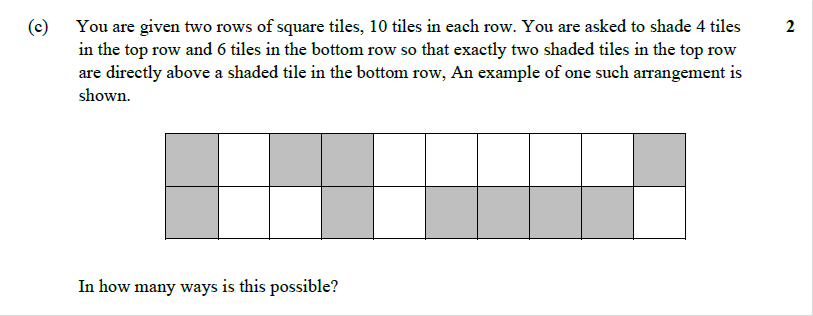 (c) You are given two rows of square tiles, 10 tiles in each row. You are asked to shade 4 tiles 2
in the top row and 6 tiles in the bottom row so that exactly two shaded tiles in the top row
are directly above a shaded tile in the bottom row, An example of one such arrangement is
shown.
In how many ways is this possible?